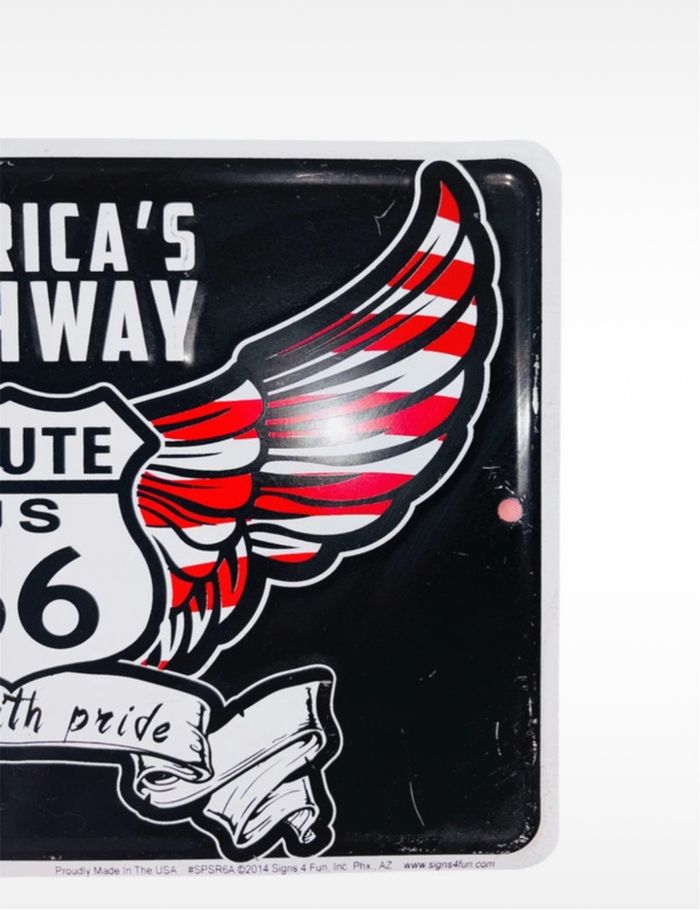 RICA'S
HWAY
UTE
US
66
ith pride
Proudly Made In The USA #SPSR6A ©2014 Signs 4 Fun, Inc. Phx., AZ www.signs4fun.com